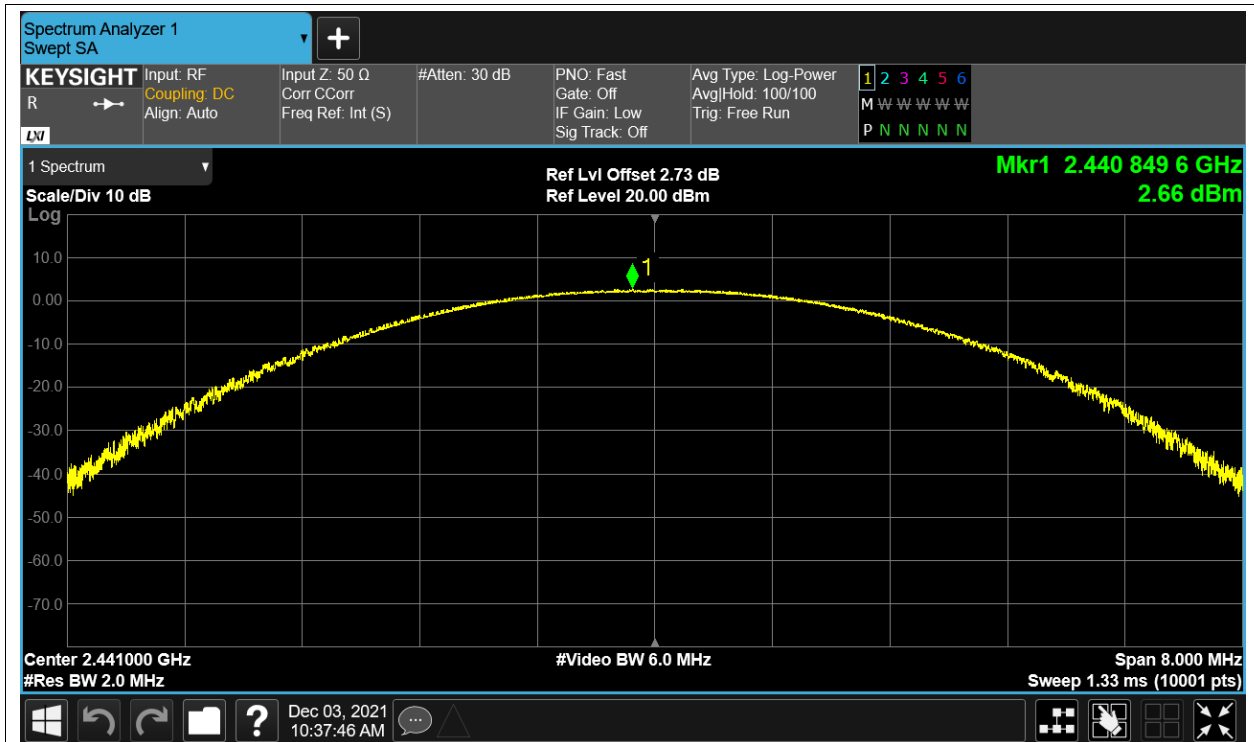 Spectrum Analyzer 1
Swept SA
KEYSIGHT
R
LXI
Input: RF
Coupling: DC
Align: Auto
Input Z: 50 Ω
Corr CCorr
Freq Ref: Int (S)
#Atten: 30 dB
PNO: Fast
Gate: Off
IF Gain: Low
Sig Track: Off
Avg Type: Log-Power
Avg|Hold: 100/100
Trig: Free Run
1 2 3 4 5 6
M W W W W W
P N N N N N
1 Spectrum
Scale/Div 10 dB
Ref Lvl Offset 2.73 dB
Ref Level 20.00 dBm
Mkr1 2.440 849 6 GHz
2.66 dBm
Log
1
10.0
0.00
-10.0
-20.0
-30.0
-40.0
-50.0
-60.0
-70.0
Center 2.441000 GHz
#Res BW 2.0 MHz
#Video BW 6.0 MHz
Span 8.000 MHz
Sweep 1.33 ms (10001 pts)
?
Dec 03, 2021
10:37:46 AM